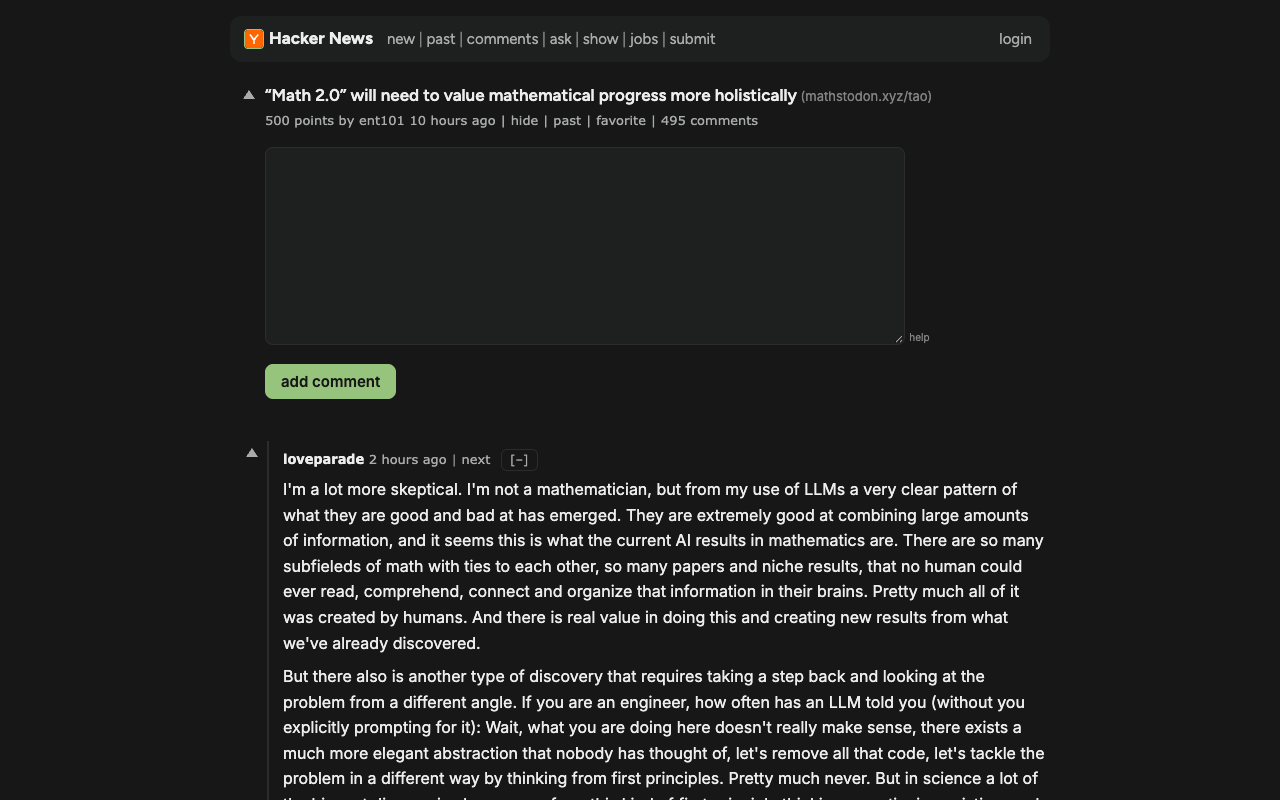 Y Hacker News new | past | comments | ask | show | jobs | submit login
“Math 2.0” will need to value mathematical progress more holistically (mathstodon.xyz/tao)
500 points by ent101 10 hours ago | hide | past | favorite | 495 comments
help
add comment
loveparade 2 hours ago | next [–]
I'm a lot more skeptical. I'm not a mathematician, but from my use of LLMs a very clear pattern of
what they are good and bad at has emerged. They are extremely good at combining large amounts
of information, and it seems this is what the current AI results in mathematics are. There are so many
subfieleds of math with ties to each other, so many papers and niche results, that no human could
ever read, comprehend, connect and organize that information in their brains. Pretty much all of it
was created by humans. And there is real value in doing this and creating new results from what
we've already discovered.
But there also is another type of discovery that requires taking a step back and looking at the
problem from a different angle. If you are an engineer, how often has an LLM told you (without you
explicitly prompting for it): Wait, what you are doing here doesn't really make sense, there exists a
much more elegant abstraction that nobody has thought of, let's remove all that code, let's tackle the
problem in a different way by thinking from first principles. Pretty much never. But in science a lot of